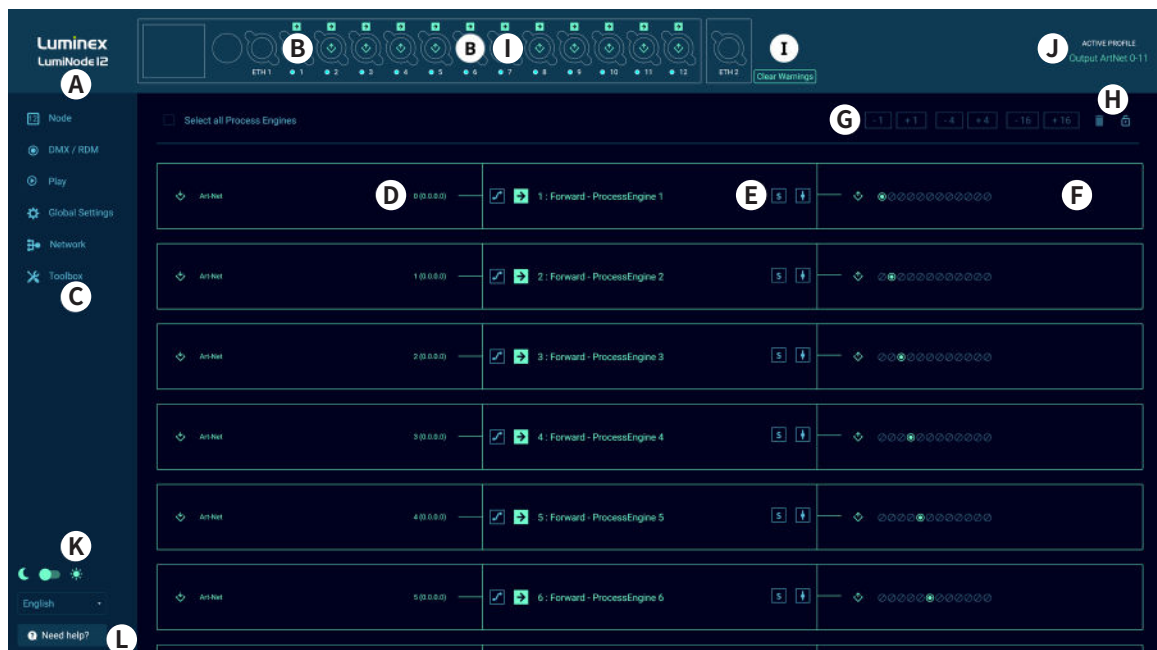 Luminex
LumiNode 12
A
ETH 1
B
1
2
3
4
5
B
6
I
7
8
9
10
11
12
ETH 2
I
Clear Warnings
J
ACTIVE PROFILE
Output ArtNet 0-11
H
Node
DMX / RDM
Play
Global Settings
Network
Toolbox
C
Select all Process Engines
G
-1 +1 -4 +4 -16 +16
Art-Net D 0 (0.0.0.0) 1 : Forward - ProcessEngine 1 E S F
Art-Net 1 (0.0.0.0) 2 : Forward - ProcessEngine 2 S
Art-Net 2 (0.0.0.0) 3 : Forward - ProcessEngine 3 S
Art-Net 3 (0.0.0.0) 4 : Forward - ProcessEngine 4 S
Art-Net 4 (0.0.0.0) 5 : Forward - ProcessEngine 5 S
Art-Net 5 (0.0.0.0) 6 : Forward - ProcessEngine 6 S
K
English
Need help?
L